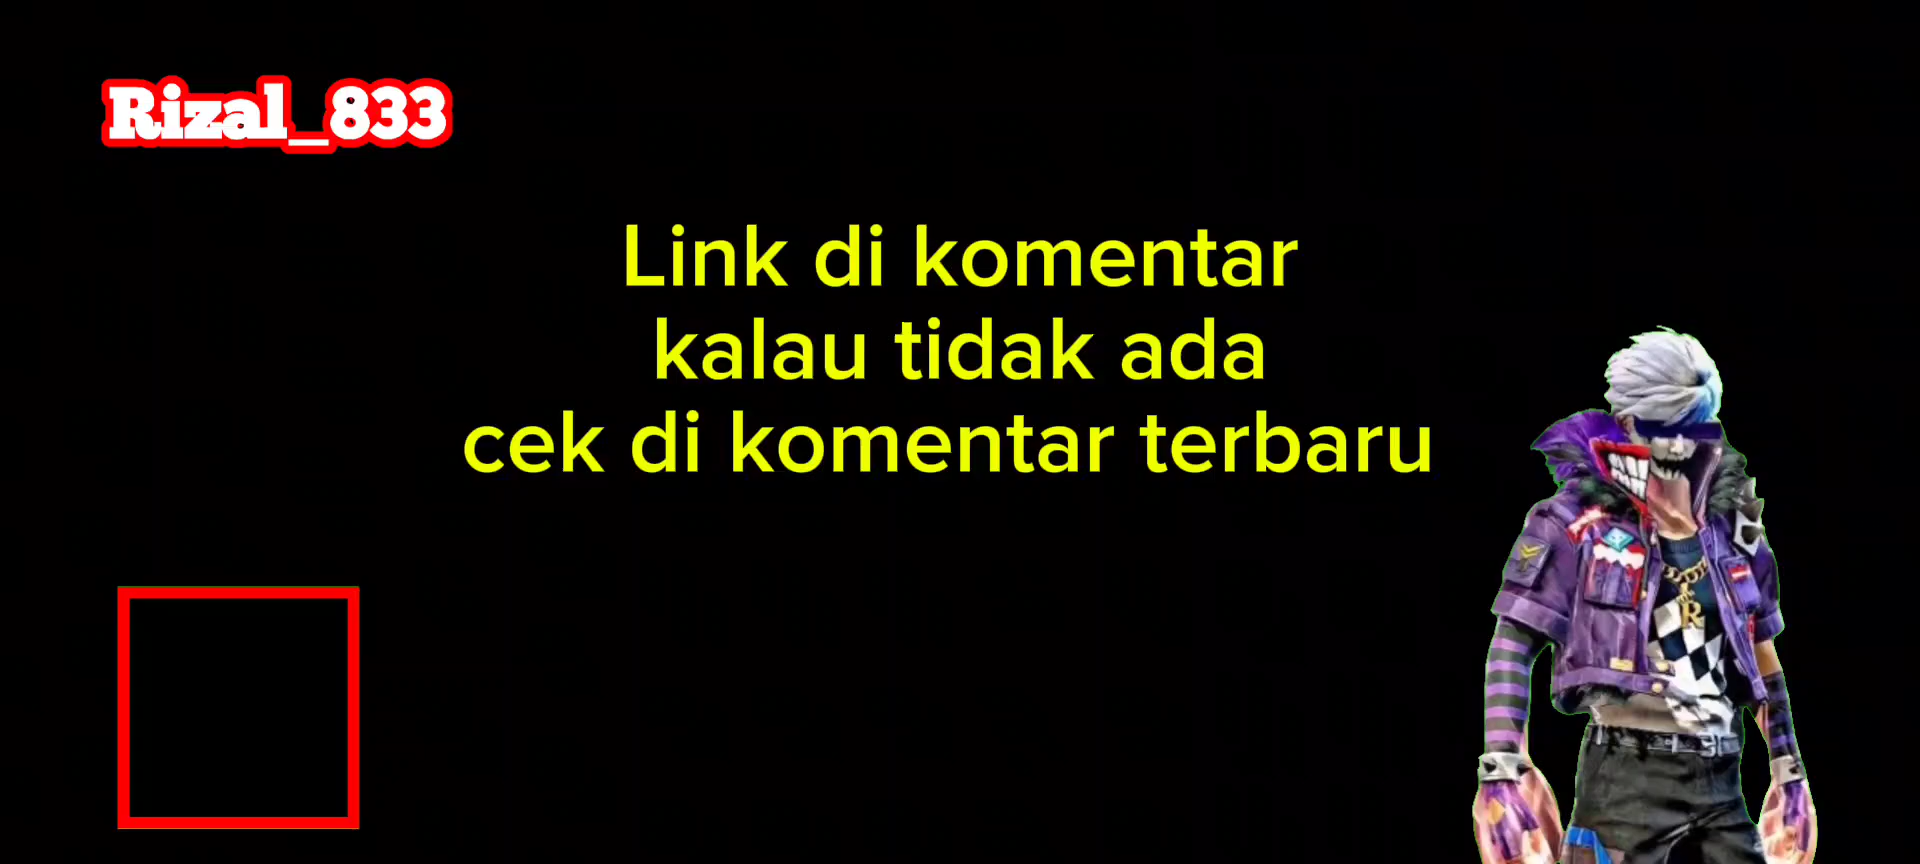 Rizal_833
Link di komentar
kalau tidak ada
cek di komentar terbaru
R